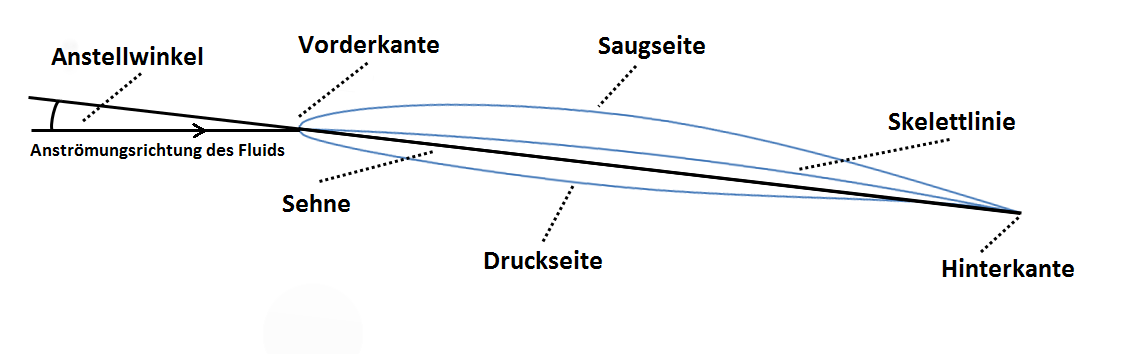 Anstellwinkel
Vorderkante
Saugseite
Skelettlinie
Anströmungsrichtung des Fluids
Sehne
Druckseite
Hinterkante